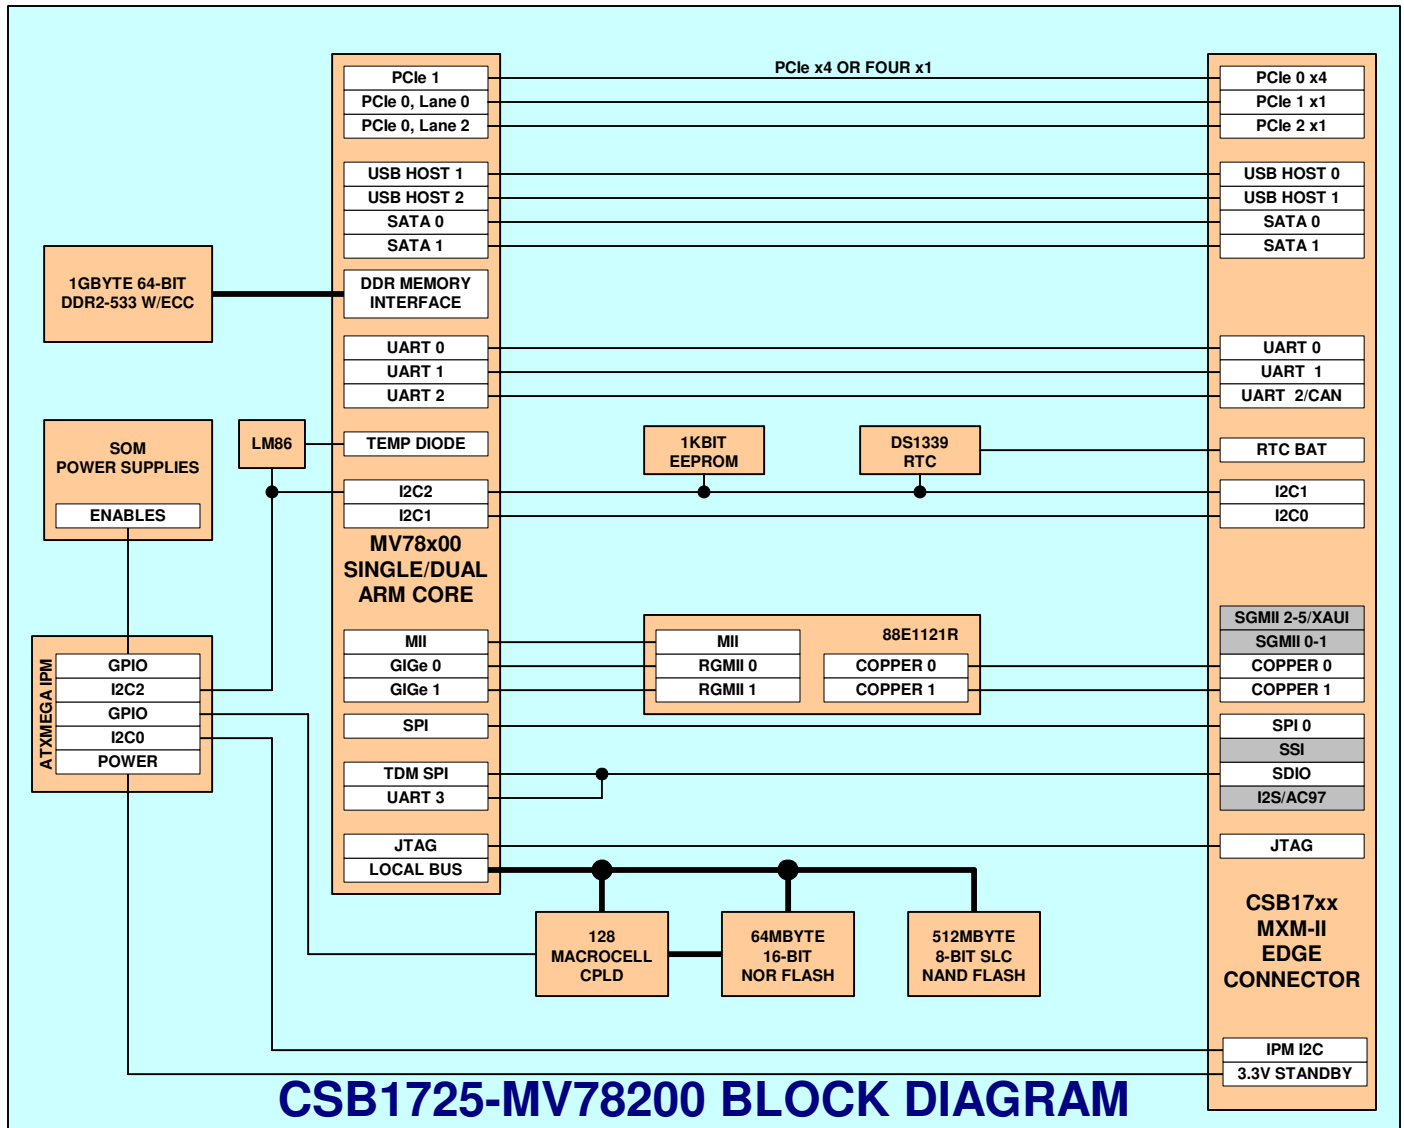 PCIe x4 OR FOUR x1
PCIe 1
PCIe 0, Lane 0
PCIe 0, Lane 2
USB HOST 1
USB HOST 2
SATA 0
SATA 1
DDR MEMORY
INTERFACE
UART 0
UART 1
UART 2
TEMP DIODE
I2C2
I2C1
MV78x00
SINGLE/DUAL
ARM CORE
MII
GIGe 0
GIGe 1
SPI
TDM SPI
UART 3
JTAG
LOCAL BUS
1GBYTE 64-BIT
DDR2-533 W/ECC
SOM
POWER SUPPLIES
ENABLES
LM86
ATXMEGA IPM
GPIO
I2C2
GPIO
I2C0
POWER
1KBIT
EEPROM
DS1339
RTC
88E1121R
MII
RGMII 0
RGMII 1
COPPER 0
COPPER 1
128
MACROCELL
CPLD
64MBYTE
16-BIT
NOR FLASH
512MBYTE
8-BIT SLC
NAND FLASH
PCIe 0 x4
PCIe 1 x1
PCIe 2 x1
USB HOST 0
USB HOST 1
SATA 0
SATA 1
UART 0
UART 1
UART 2/CAN
RTC BAT
I2C1
I2C0
SGMII 2-5/XAUI
SGMII 0-1
COPPER 0
COPPER 1
SPI 0
SSI
SDIO
I2S/AC97
JTAG
CSB17xx
MXM-II
EDGE
CONNECTOR
IPM I2C
3.3V STANDBY
CSB1725-MV78200 BLOCK DIAGRAM